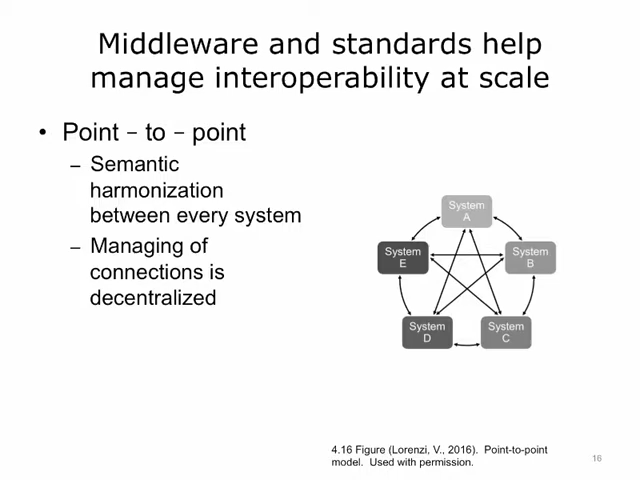 Middleware and standards help
manage interoperability at scale
• Point – to – point
– Semantic
harmonization
between every system
– Managing of
connections is
decentralized
System
A
System
E
System
B
System
D
System
C
4.16 Figure (Lorenzi, V., 2016). Point-to-point
model. Used with permission.
16